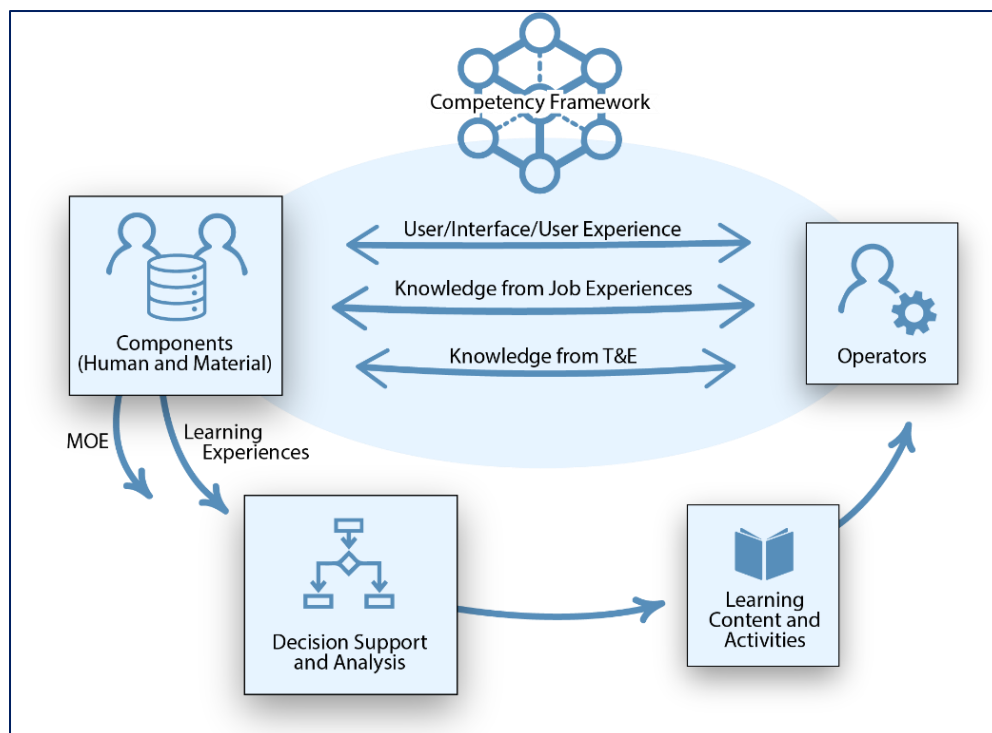 Competency Framework
User/Interface/User Experience
Knowledge from Job Experiences
Knowledge from T&E
Components
(Human and Material)
Operators
MOE
Learning
Experiences
Decision Support
and Analysis
Learning
Content and
Activities